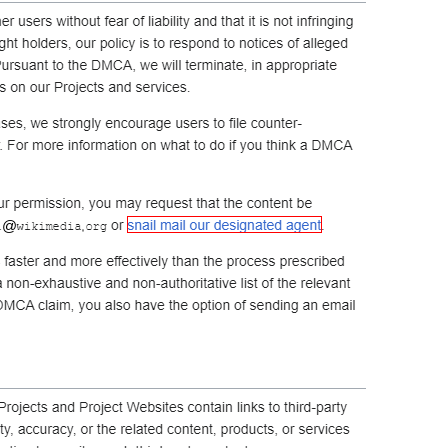 er users without fear of liability and that it is not infringing
ght holders, our policy is to respond to notices of alleged
Pursuant to the DMCA, we will terminate, in appropriate
s on our Projects and services.
ses, we strongly encourage users to file counter-
. For more information on what to do if you think a DMCA
ur permission, you may request that the content be
@wikimedia.org or snail mail our designated agent.
faster and more effectively than the process prescribed
a non-exhaustive and non-authoritative list of the relevant
DMCA claim, you also have the option of sending an email
Projects and Project Websites contain links to third-party
ty, accuracy, or the related content, products, or services